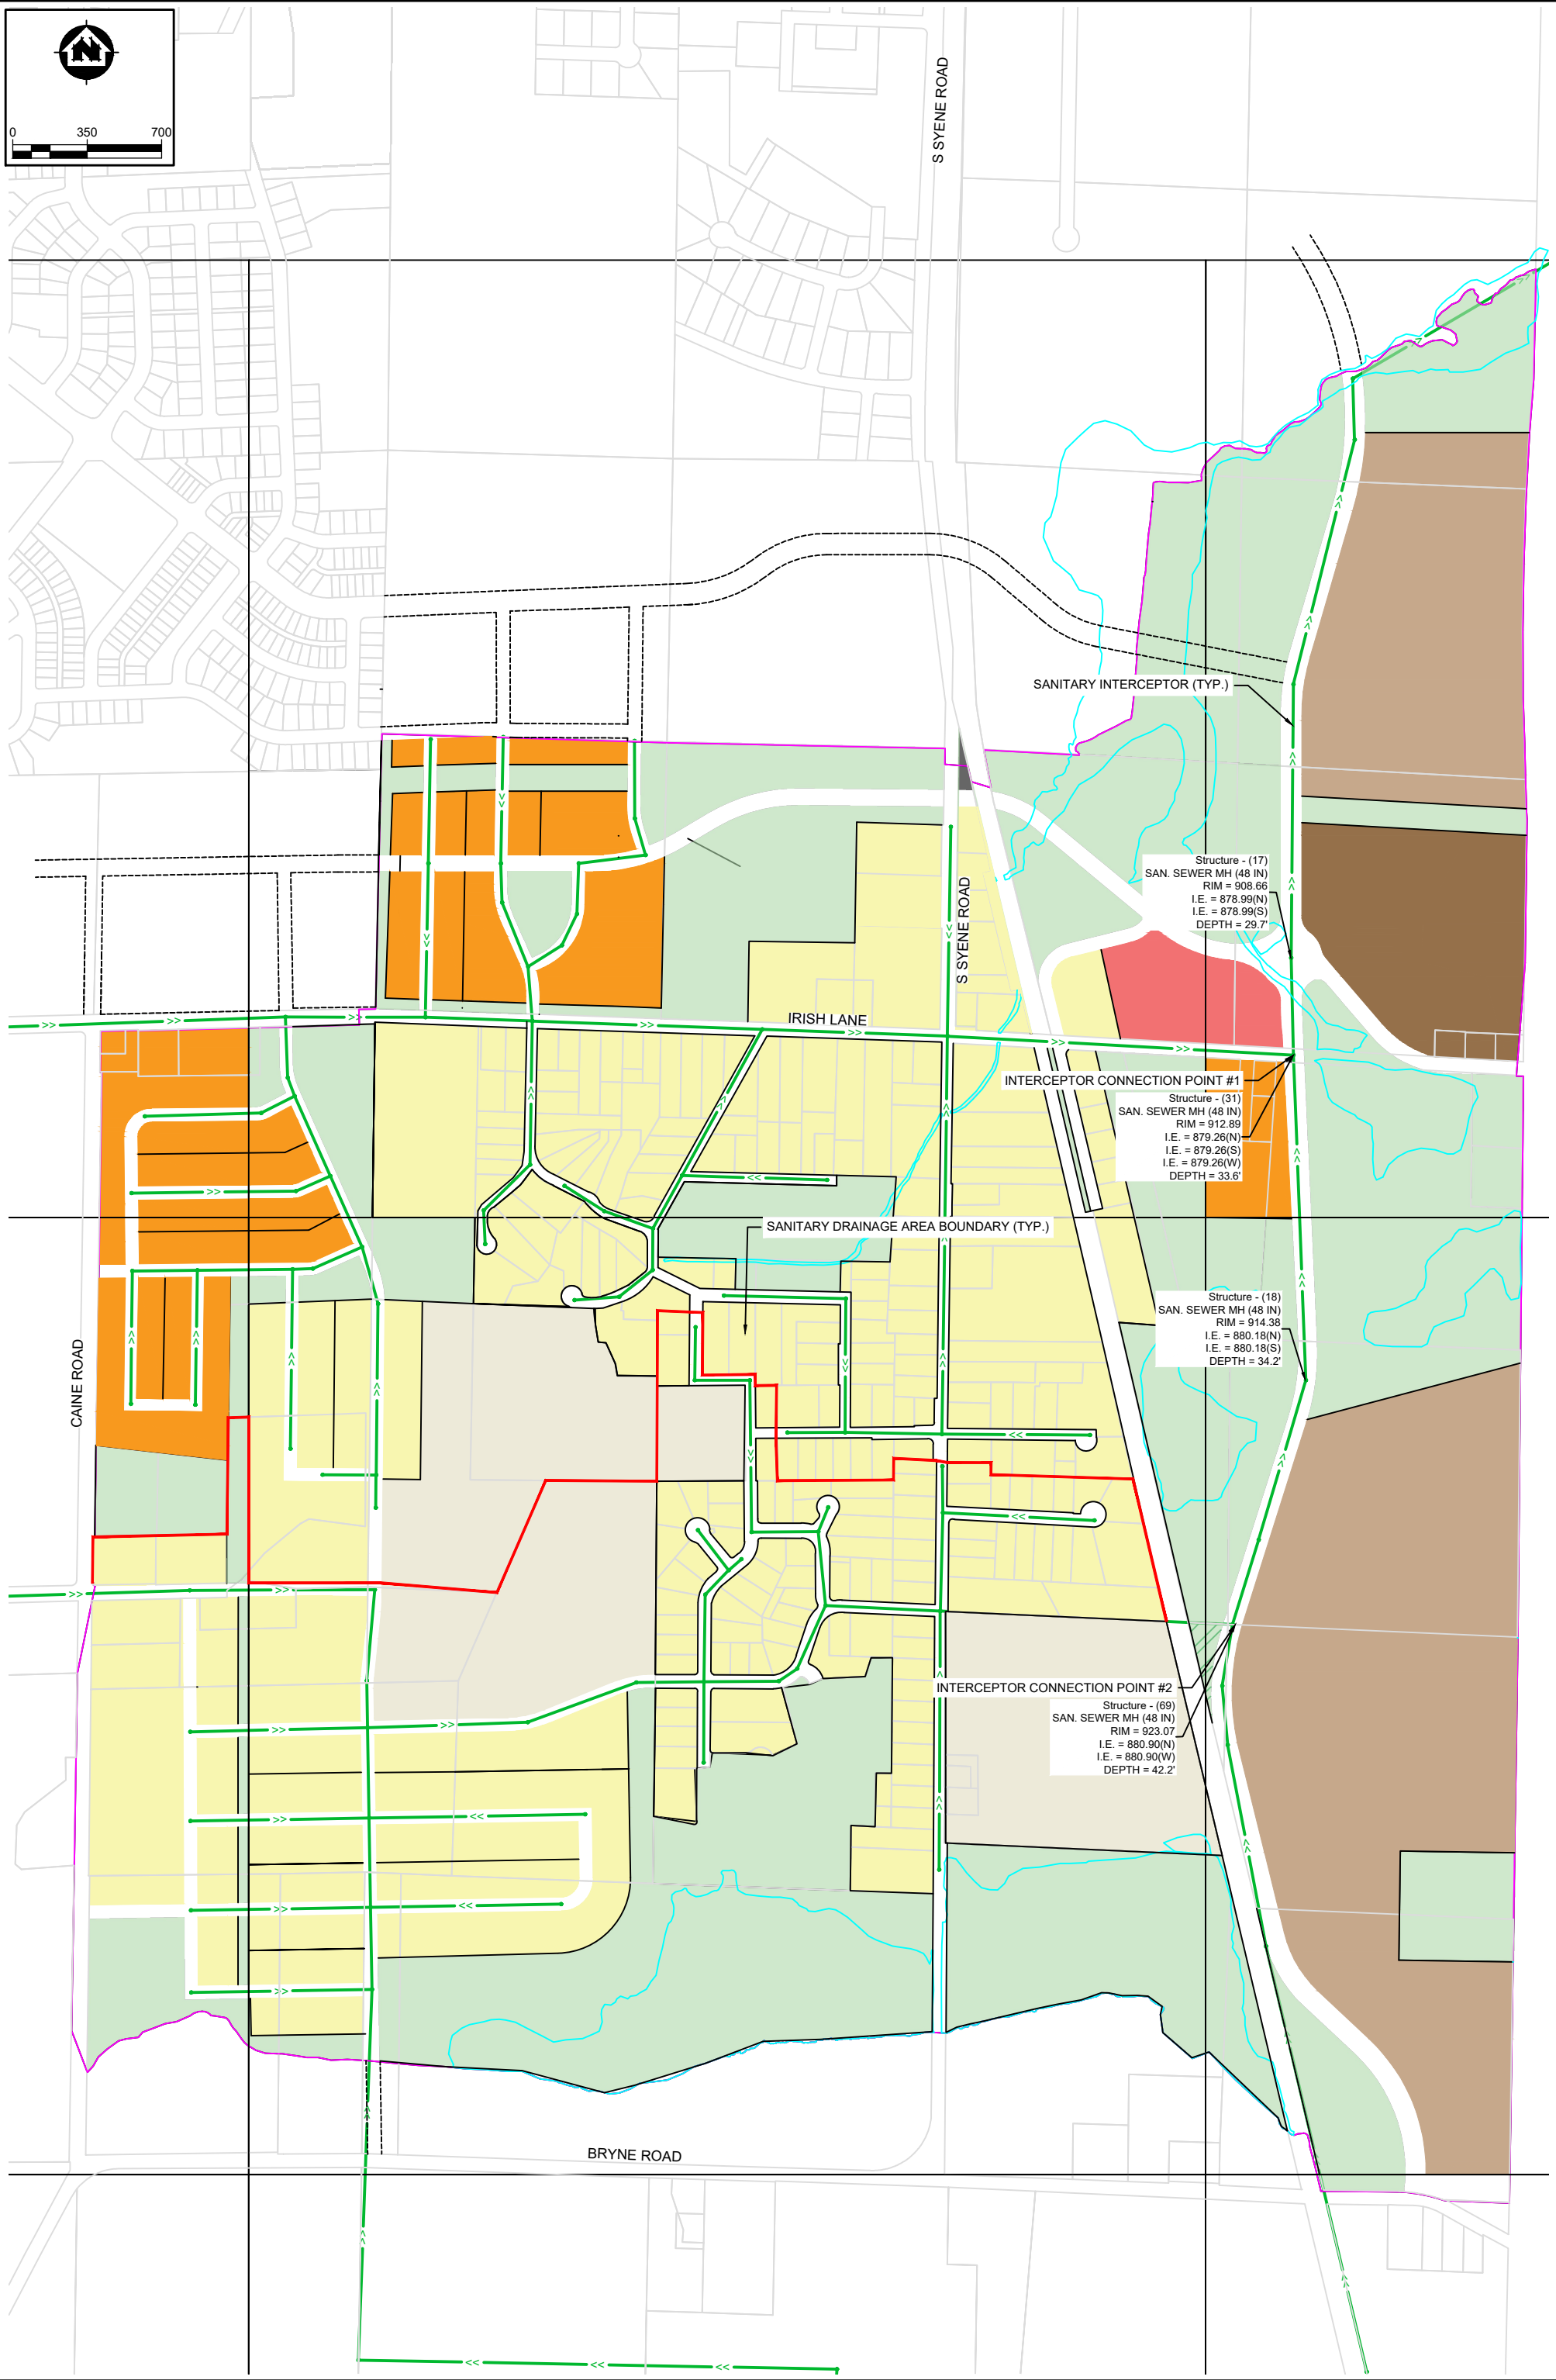 N
0 350 700
S SYENE ROAD
SANITARY INTERCEPTOR (TYP.)
Structure - (17)
SAN. SEWER MH (48 IN)
RIM = 908.66
I.E. = 878.99(N)
I.E. = 878.99(S)
DEPTH = 29.7'
S SYENE ROAD
IRISH LANE
INTERCEPTOR CONNECTION POINT #1
Structure - (31)
SAN. SEWER MH (48 IN)
RIM = 912.89
I.E. = 879.26(N)
I.E. = 879.26(S)
I.E. = 879.26(W)
DEPTH = 33.6'
SANITARY DRAINAGE AREA BOUNDARY (TYP.)
Structure - (18)
SAN. SEWER MH (48 IN)
RIM = 914.38
I.E. = 880.18(N)
I.E. = 880.18(S)
DEPTH = 34.2'
CAINE ROAD
INTERCEPTOR CONNECTION POINT #2
Structure - (69)
SAN. SEWER MH (48 IN)
RIM = 923.07
I.E. = 880.90(N)
I.E. = 880.90(W)
DEPTH = 42.2'
BRYNE ROAD